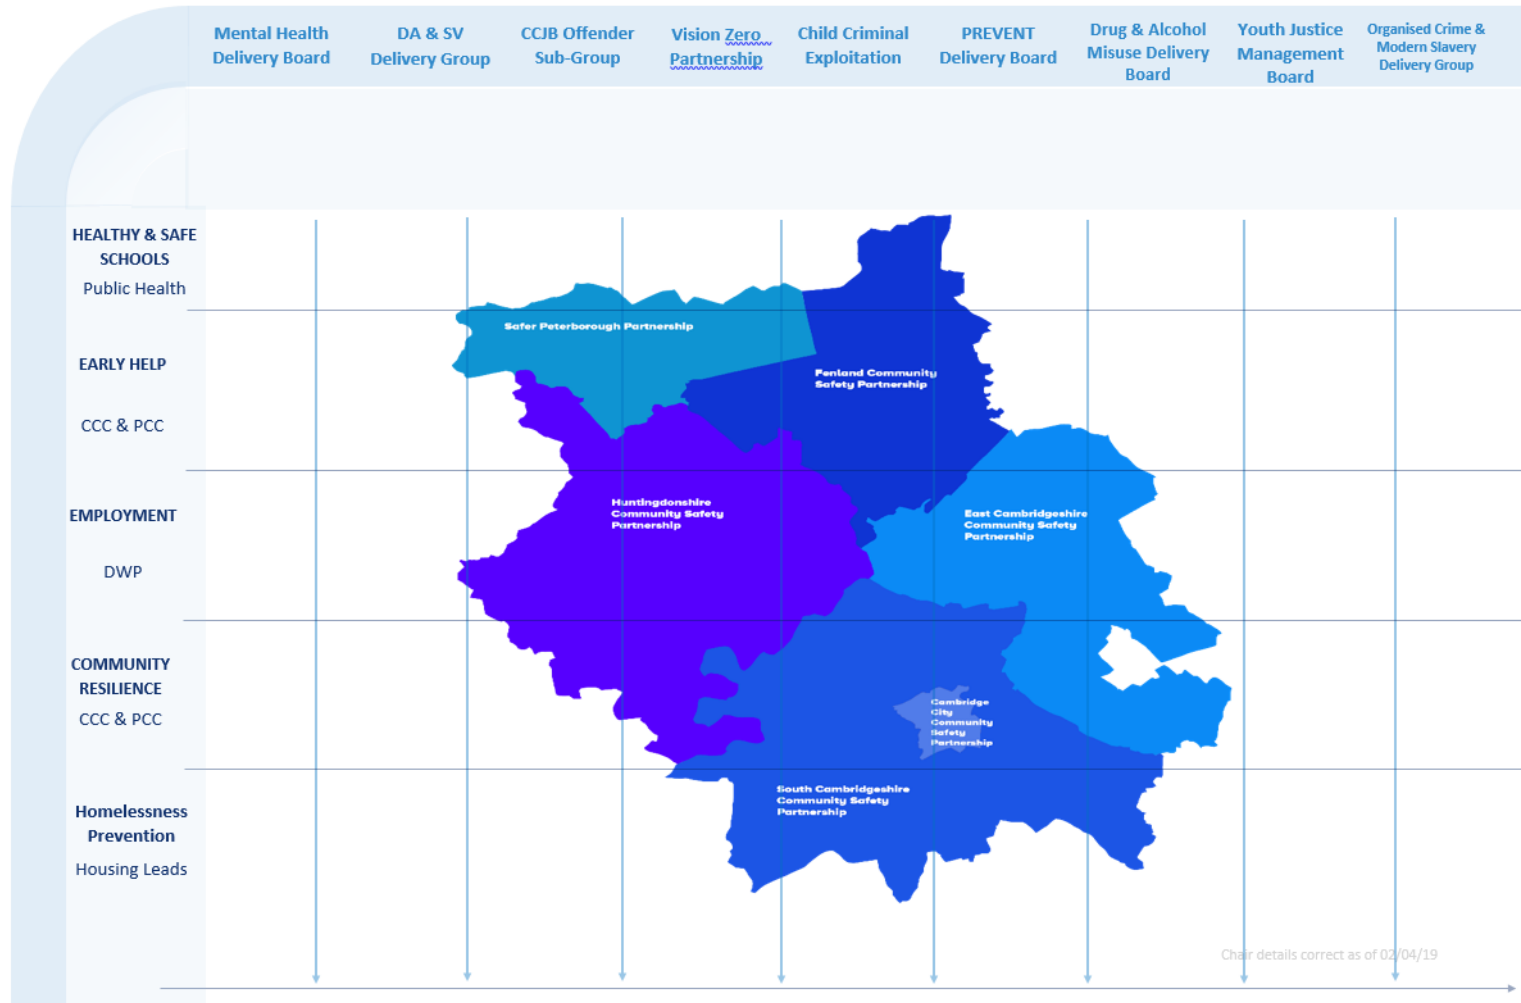 Mental Health
Delivery Board
DA & SV
Delivery Group
CCJB Offender
Sub-Group
Vision Zero
Partnership
Child Criminal
Exploitation
PREVENT
Delivery Board
Drug & Alcohol
Misuse Delivery
Board
Youth Justice
Management
Board
Organised Crime &
Modern Slavery
Delivery Group
HEALTHY & SAFE
SCHOOLS
Public Health
EARLY HELP
CCC & PCC
EMPLOYMENT
DWP
COMMUNITY
RESILIENCE
CCC & PCC
Homelessness
Prevention
Housing Leads
Safer Peterborough Partnership
Fenland Community
Safety Partnership
Huntingdonshire
Community Safety
Partnership
East Cambridgeshire
Community Safety
Partnership
Cambridge
City
Community
Safety
Partnership
South Cambridgeshire
Community Safety
Partnership
Chair details correct as of 02/04/19